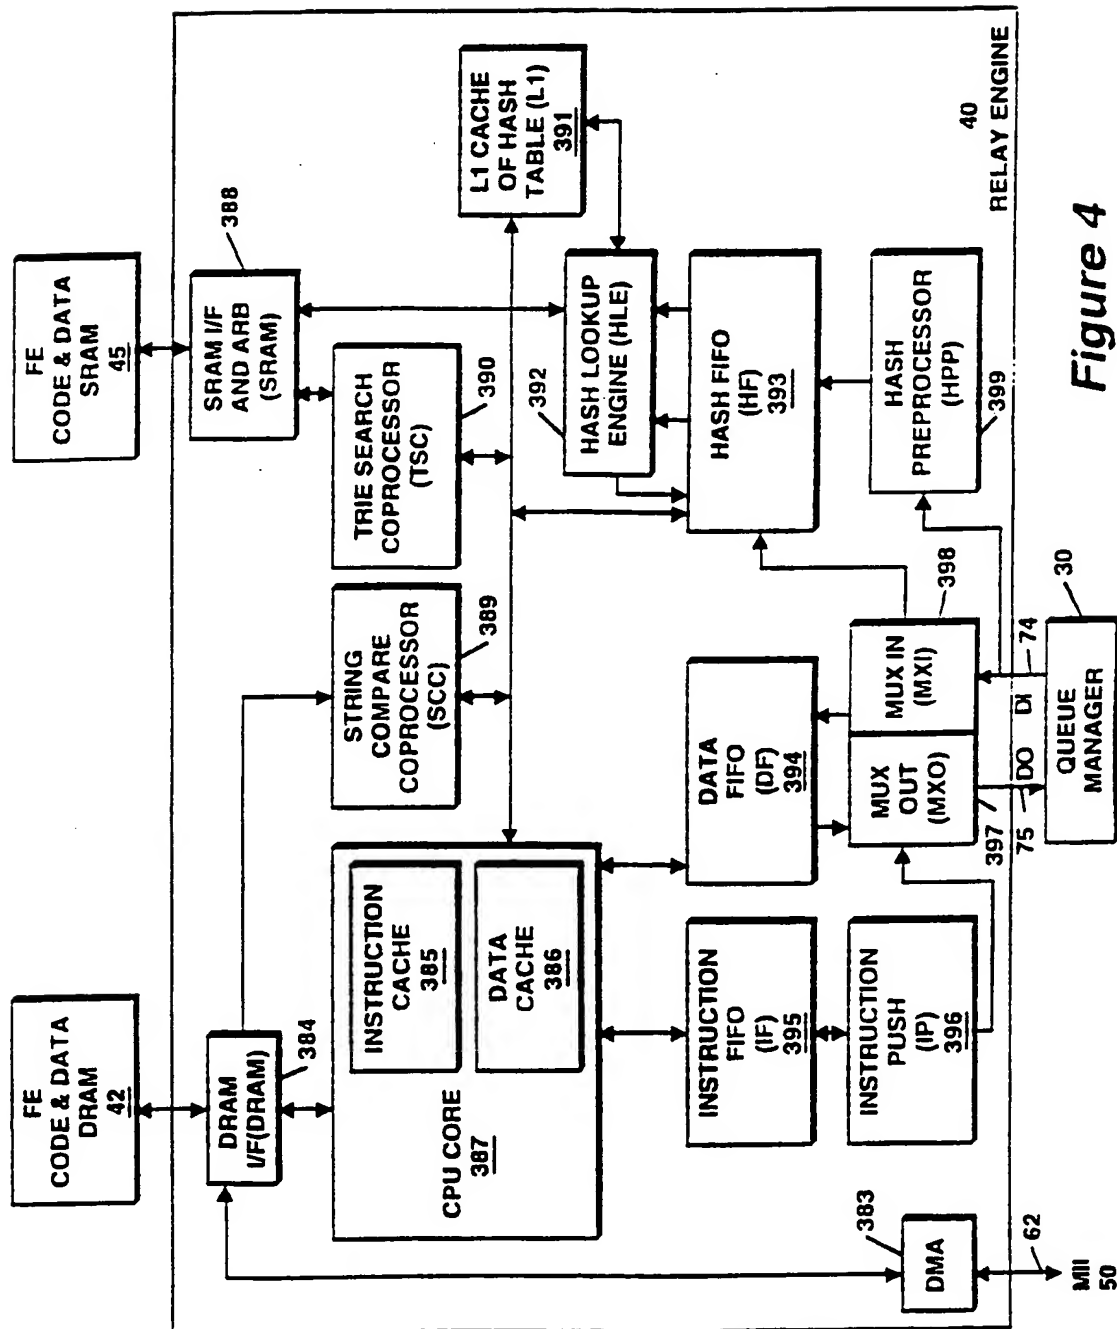 FE
CODE & DATA
DRAM
42
FE
CODE & DATA
SRAM
45
DRAM
I/F(DRAM)
384
SRAM I/F
AND ARB
(SRAM)
388
CPU CORE
387
INSTRUCTION
CACHE
385
DATA
CACHE
386
STRING
COMPARE
COPROCESSOR
(SCC)
389
TRIE SEARCH
COPROCESSOR
(TSC)
390
L1 CACHE
OF HASH
TABLE (L1)
391
392
HASH LOOKUP
ENGINE (HLE)
INSTRUCTION
FIFO
(IF)
395
DATA
FIFO
(DF)
394
HASH FIFO
(HF)
393
INSTRUCTION
PUSH
(IP)
396
MUX
OUT
(MXO)
397
MUX IN
(MXI)
398
HASH
PREPROCESSOR
(HPP)
399
383
DMA
62
MII
50
75
DO
DI
74
QUEUE
MANAGER
30
40
RELAY ENGINE
Figure 4